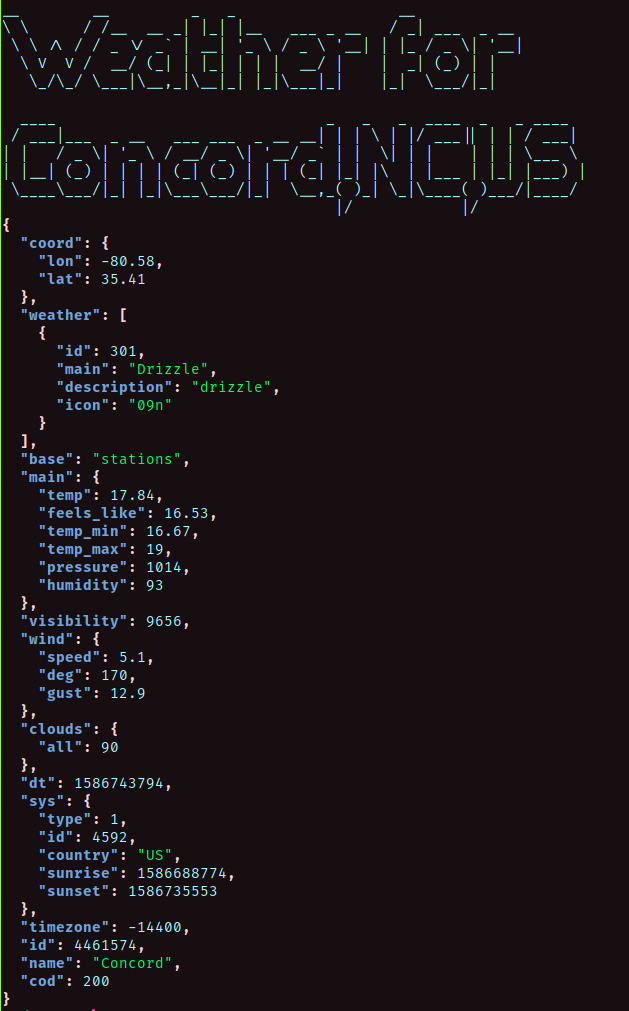 Weather for
Concord,NC,US
{
  "coord": {
    "lon": -80.58,
    "lat": 35.41
  },
  "weather": [
    {
      "id": 301,
      "main": "Drizzle",
      "description": "drizzle",
      "icon": "09n"
    }
  ],
  "base": "stations",
  "main": {
    "temp": 17.84,
    "feels_like": 16.53,
    "temp_min": 16.67,
    "temp_max": 19,
    "pressure": 1014,
    "humidity": 93
  },
  "visibility": 9656,
  "wind": {
    "speed": 5.1,
    "deg": 170,
    "gust": 12.9
  },
  "clouds": {
    "all": 90
  },
  "dt": 1586743794,
  "sys": {
    "type": 1,
    "id": 4592,
    "country": "US",
    "sunrise": 1586688774,
    "sunset": 1586735553
  },
  "timezone": -14400,
  "id": 4461574,
  "name": "Concord",
  "cod": 200
}